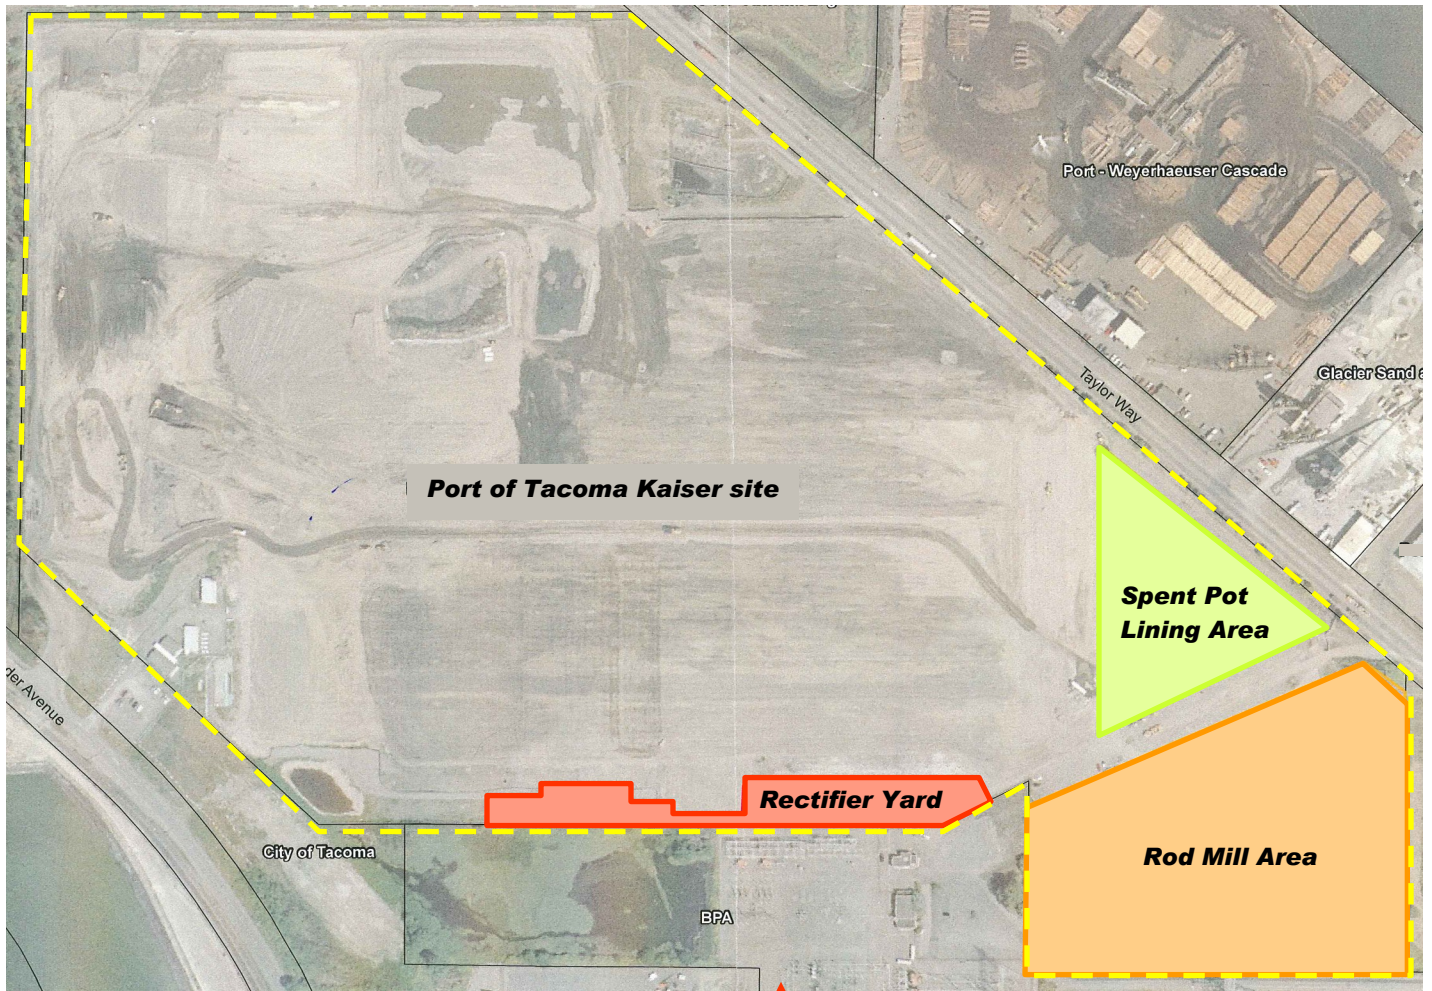 Port - Weyerhaeuser Cascade
Glacier Sand a
Taylor Way
Port of Tacoma Kaiser site
Spent Pot
Lining Area
der Avenue
Rectifier Yard
City of Tacoma
Rod Mill Area
BPA